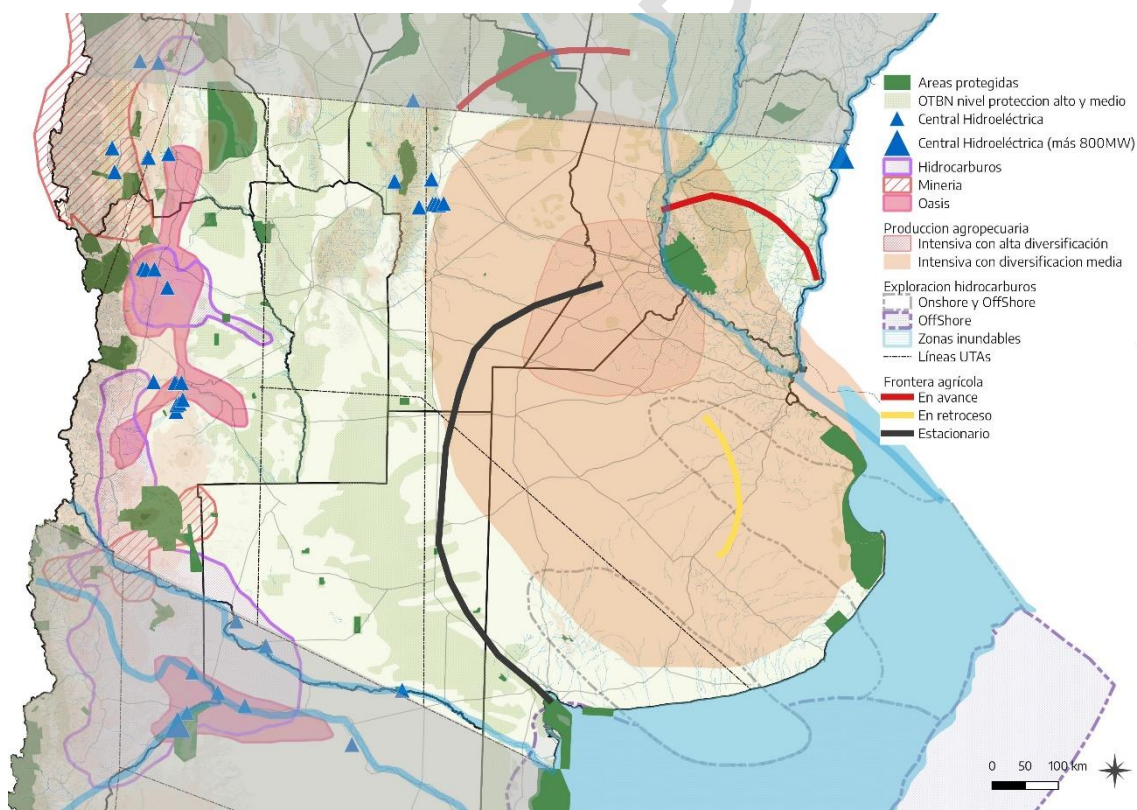 Areas protegidas
OTBN nivel proteccion alto y medio
Central Hidroeléctrica
Central Hidroeléctrica (más 800MW)
Hidrocarburos
Mineria
Oasis
Produccion agropecuaria
Intensiva con alta diversificación
Intensiva con diversificacion media
Exploracion hidrocarburos
Onshore y OffShore
OffShore
Zonas inundables
Líneas UTAs
Frontera agrícola
En avance
En retroceso
Estacionario
0 50 100 km